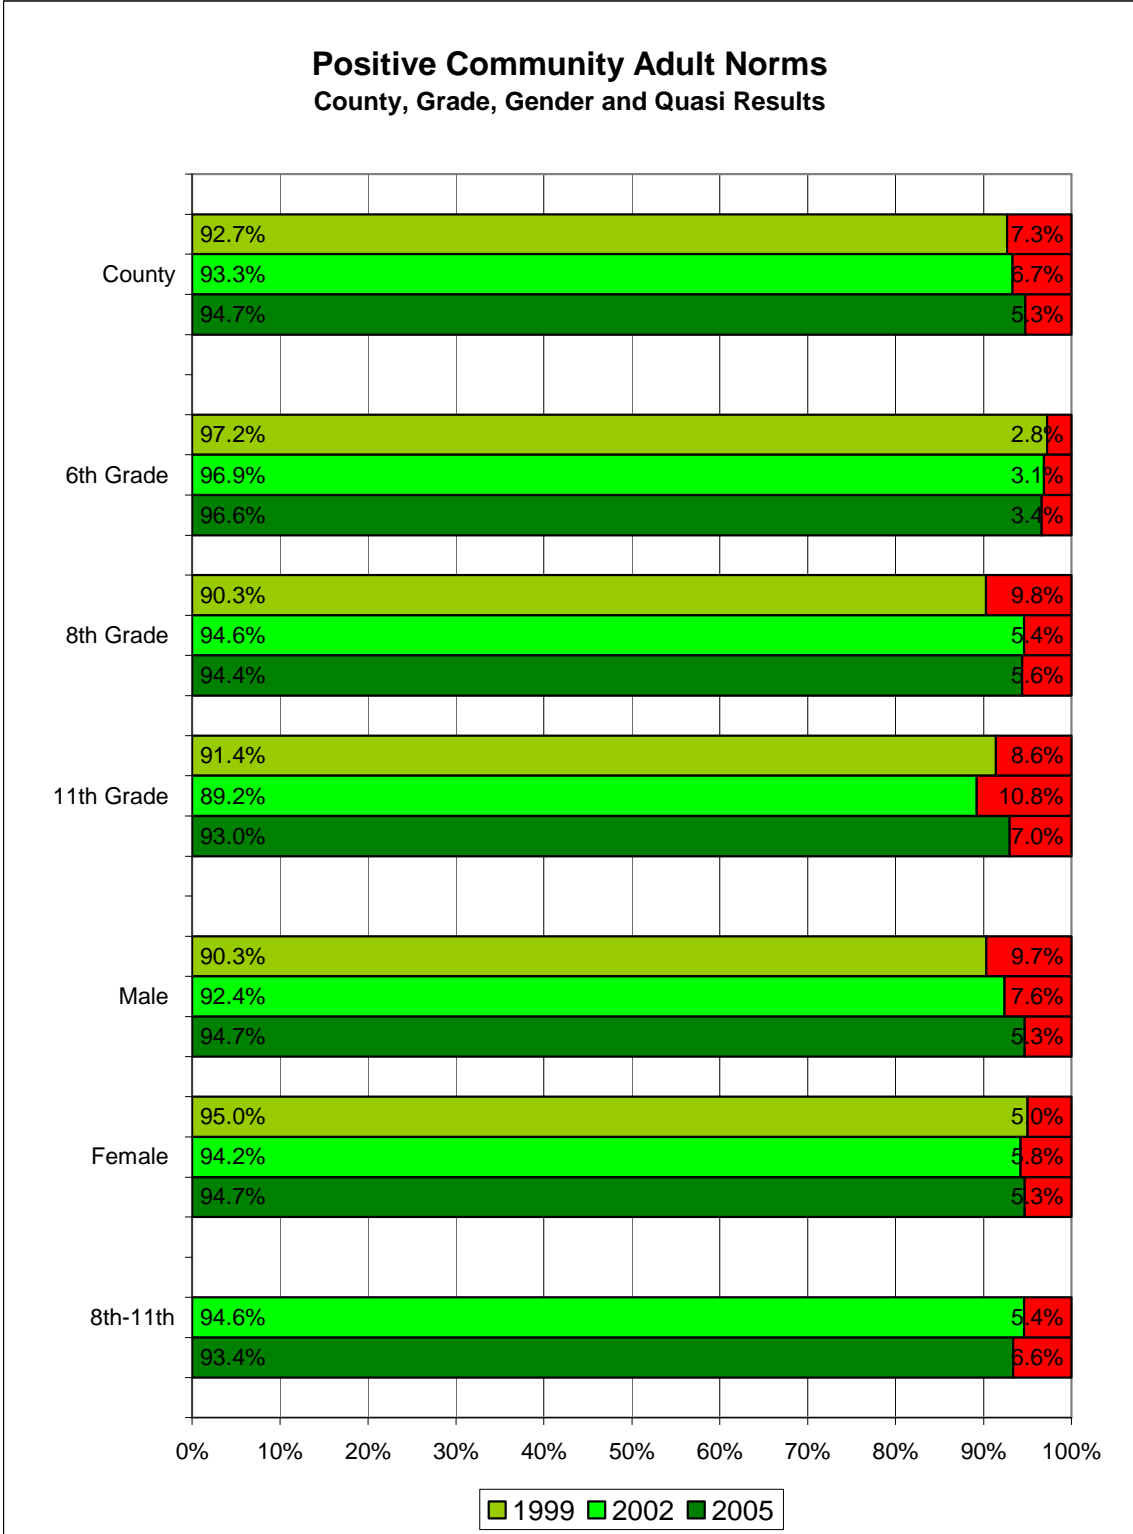 Positive Community Adult Norms
County, Grade, Gender and Quasi Results
92.7% 7.3%
County 93.3% 6.7%
94.7% 5.3%
97.2% 2.8%
6th Grade 96.9% 3.1%
96.6% 3.4%
90.3% 9.8%
8th Grade 94.6% 5.4%
94.4% 5.6%
91.4% 8.6%
11th Grade 89.2% 10.8%
93.0% 7.0%
90.3% 9.7%
Male 92.4% 7.6%
94.7% 5.3%
95.0% 5.0%
Female 94.2% 5.8%
94.7% 5.3%
8th-11th 94.6% 5.4%
93.4% 6.6%
0% 10% 20% 30% 40% 50% 60% 70% 80% 90% 100%
1999 2002 2005